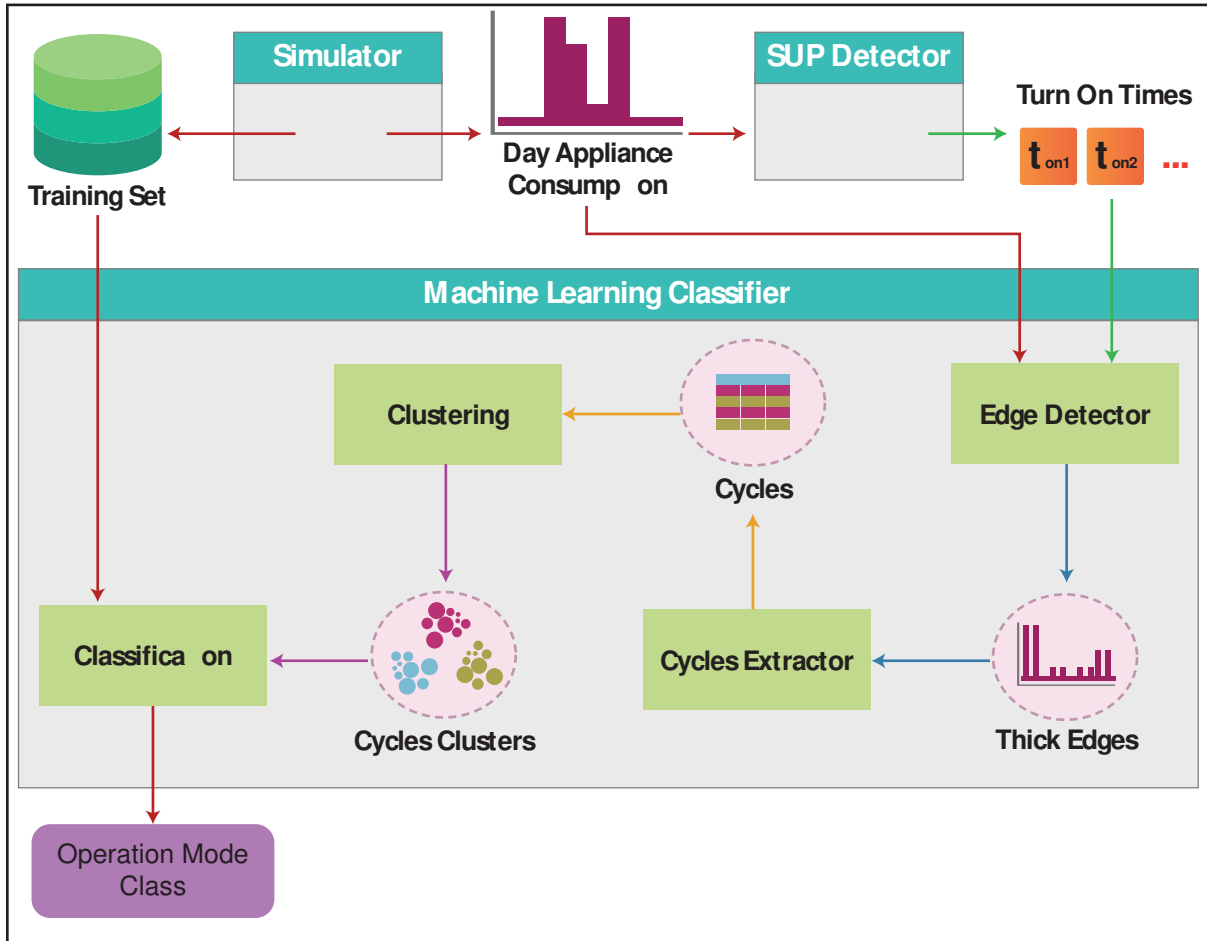 Simulator
SUP Detector
Turn On Times
t on1
t on2
...
Day Appliance
Consump on
Training Set
Machine Learning Classifier
Clustering
Cycles
Edge Detector
Classifica on
Cycles Clusters
Cycles Extractor
Thick Edges
Operation Mode
Class